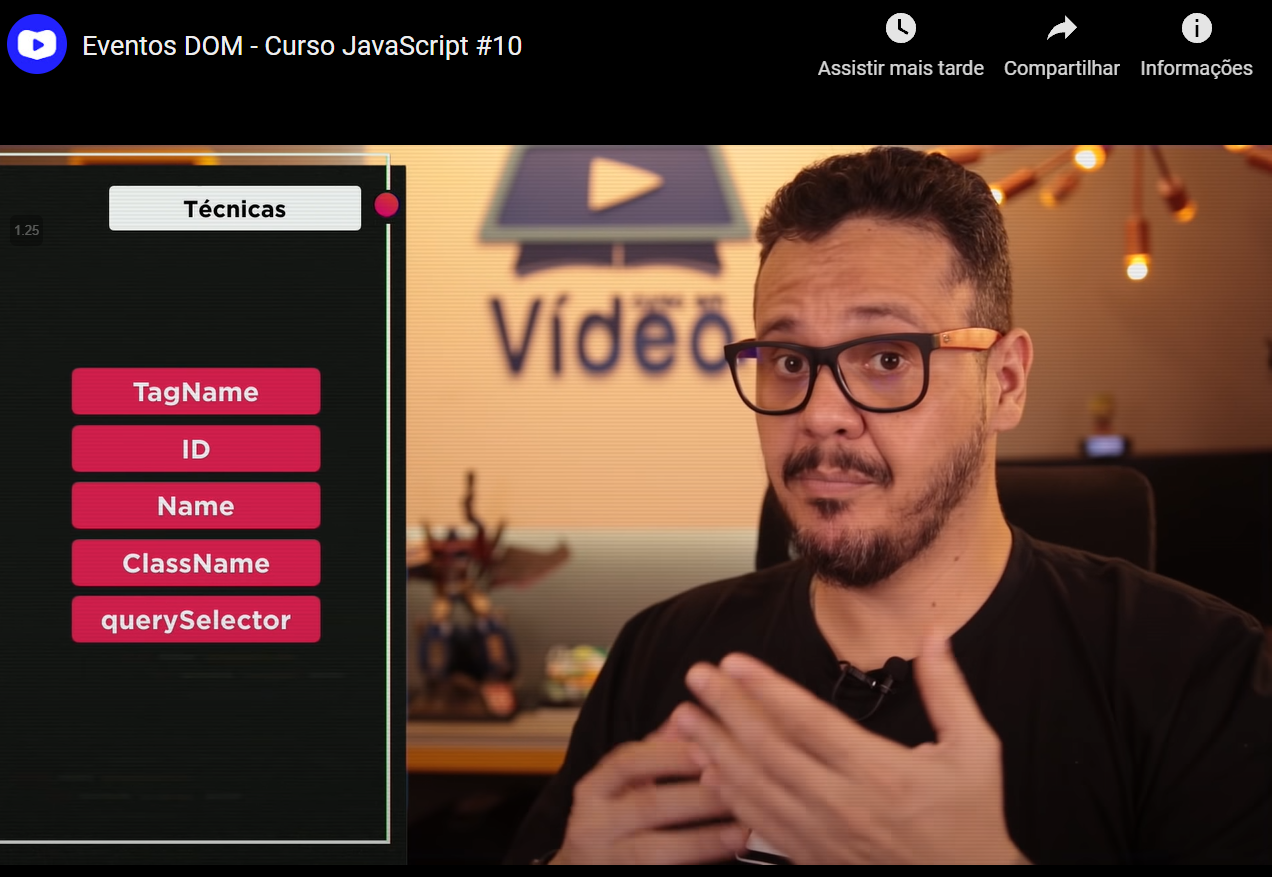 Eventos DOM - Curso JavaScript #10
Assistir mais tarde
Compartilhar
Informações
Técnicas
1.25
TagName
ID
Name
ClassName
querySelector
Vídeo